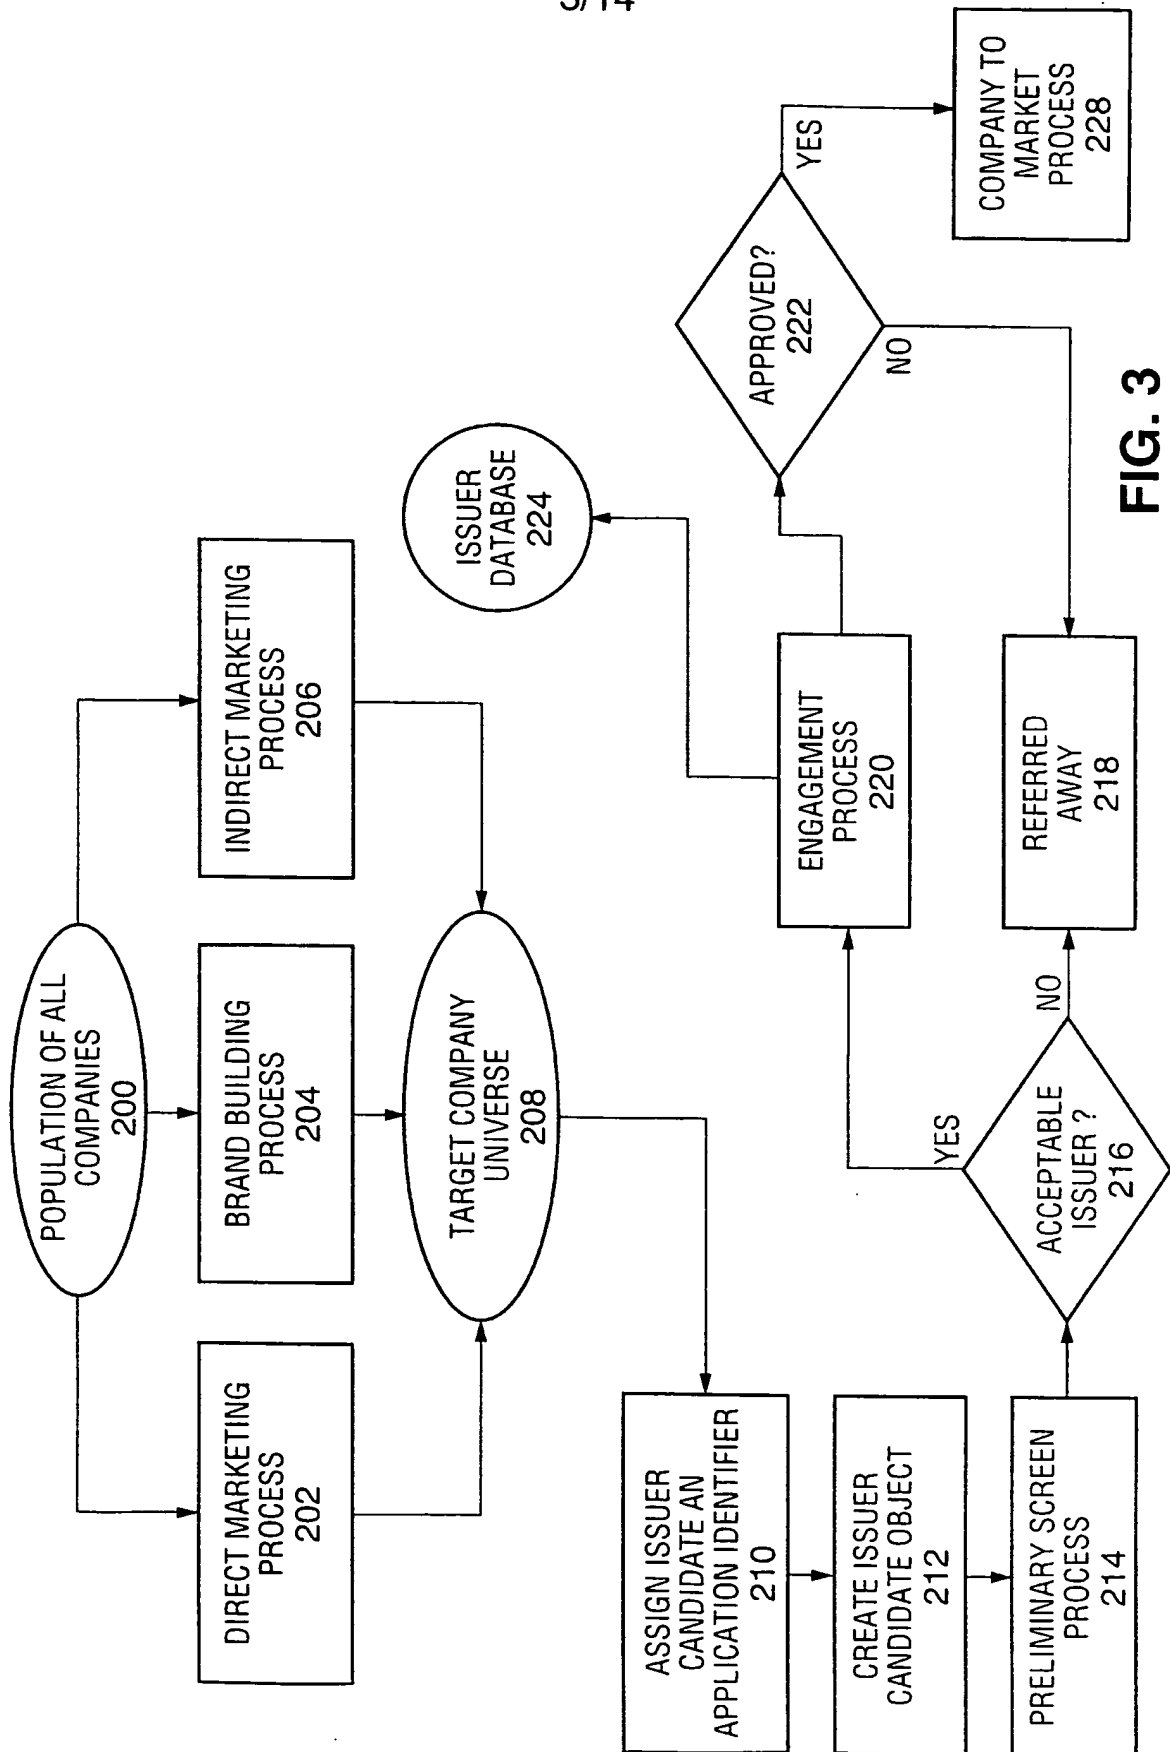 3/14
POPULATION OF ALL
COMPANIES
200
DIRECT MARKETING
PROCESS
202
BRAND BUILDING
PROCESS
204
INDIRECT MARKETING
PROCESS
206
TARGET COMPANY
UNIVERSE
208
ISSUER
DATABASE
224
ASSIGN ISSUER
CANDIDATE AN
APPLICATION IDENTIFIER
210
CREATE ISSUER
CANDIDATE OBJECT
212
PRELIMINARY SCREEN
PROCESS
214
ACCEPTABLE
ISSUER ?
216
YES
NO
ENGAGEMENT
PROCESS
220
REFERRED
AWAY
218
APPROVED?
222
YES
NO
COMPANY TO
MARKET
PROCESS
228
FIG. 3